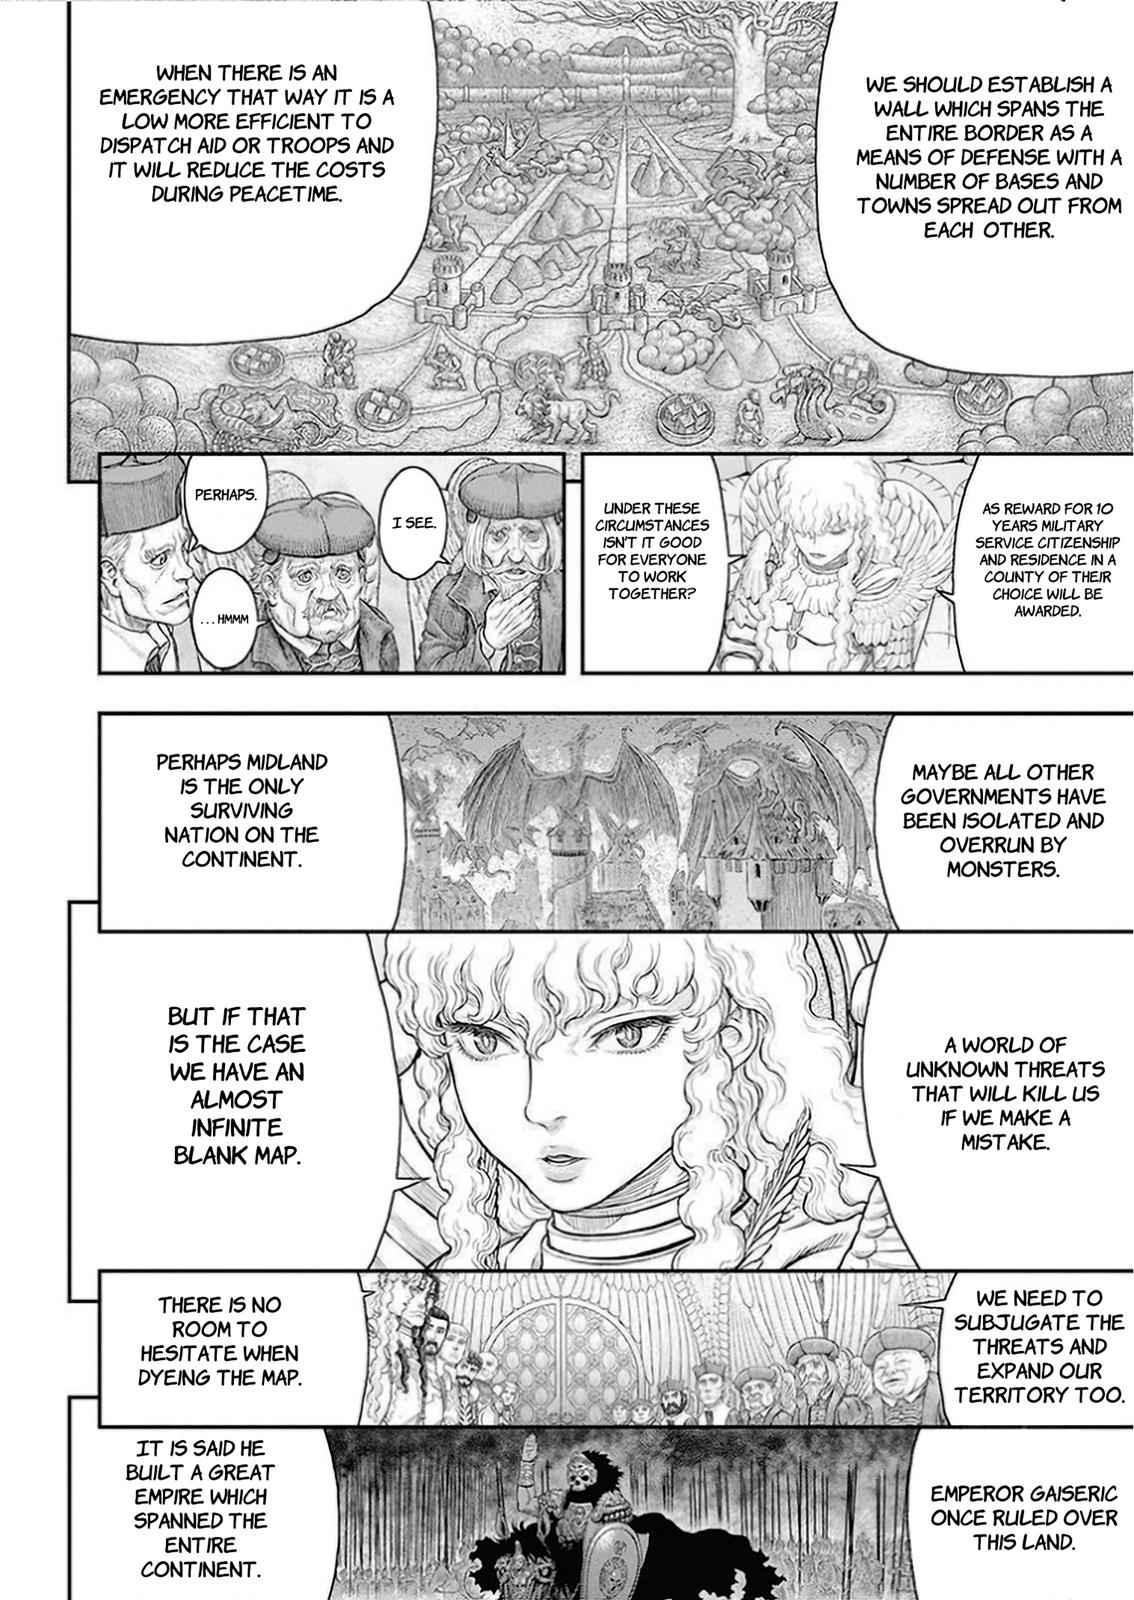 WE SHOULD ESTABLISH A
WALL WHICH SPANS THE
ENTIRE BORDER AS A
MEANS OF DEFENSE WITH A
NUMBER OF BASES AND
TOWNS SPREAD OUT FROM
EACH OTHER.
WHEN THERE IS AN
EMERGENCY THAT WAY IT IS A
LOW MORE EFFICIENT TO
DISPATCH AID OR TROOPS AND
IT WILL REDUCE THE COSTS
DURING PEACETIME.
AS REWARD FOR 10
YEARS MILITARY
SERVICE CITIZENSHIP
AND RESIDENCE IN A
COUNTY OF THEIR
CHOICE WILL BE
AWARDED.
UNDER THESE
CIRCUMSTANCES
ISN'T IT GOOD
FOR EVERYONE
TO WORK
TOGETHER?
I SEE.
PERHAPS.
...HMMM
MAYBE ALL OTHER
GOVERNMENTS HAVE
BEEN ISOLATED AND
OVERRUN BY
MONSTERS.
PERHAPS MIDLAND
IS THE ONLY
SURVIVING
NATION ON THE
CONTINENT.
A WORLD OF
UNKNOWN THREATS
THAT WILL KILL US
IF WE MAKE A
MISTAKE.
BUT IF THAT
IS THE CASE
WE HAVE AN
ALMOST
INFINITE
BLANK MAP.
WE NEED TO
SUBJUGATE THE
THREATS AND
EXPAND OUR
TERRITORY TOO.
THERE IS NO
ROOM TO
HESITATE WHEN
DYEING THE MAP.
EMPEROR GAISERIC
ONCE RULED OVER
THIS LAND.
IT IS SAID HE
BUILT A GREAT
EMPIRE WHICH
SPANNED THE
ENTIRE
CONTINENT.